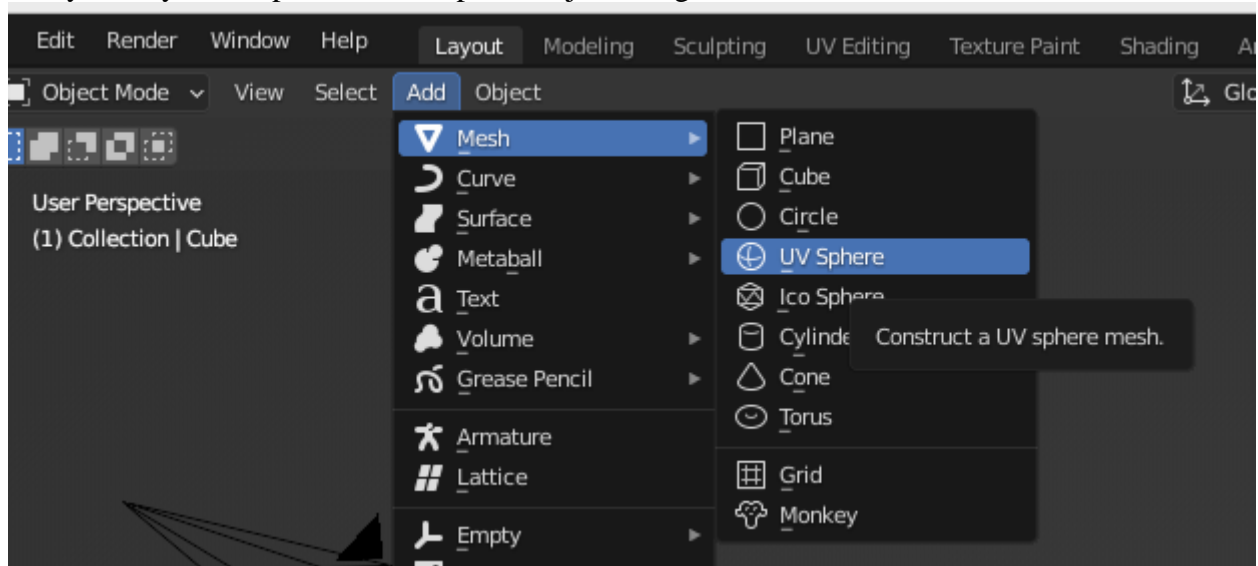 Edit Render Window Help Layout Modeling Sculpting UV Editing Texture Paint Shading
Object Mode View Select Add Object
User Perspective
(1) Collection | Cube
Mesh
Curve
Surface
Metaball
Text
Volume
Grease Pencil
Armature
Lattice
Empty
Plane
Cube
Circle
UV Sphere
Ico Sphere
Construct a UV sphere mesh.
Cone
Torus
Grid
Monkey